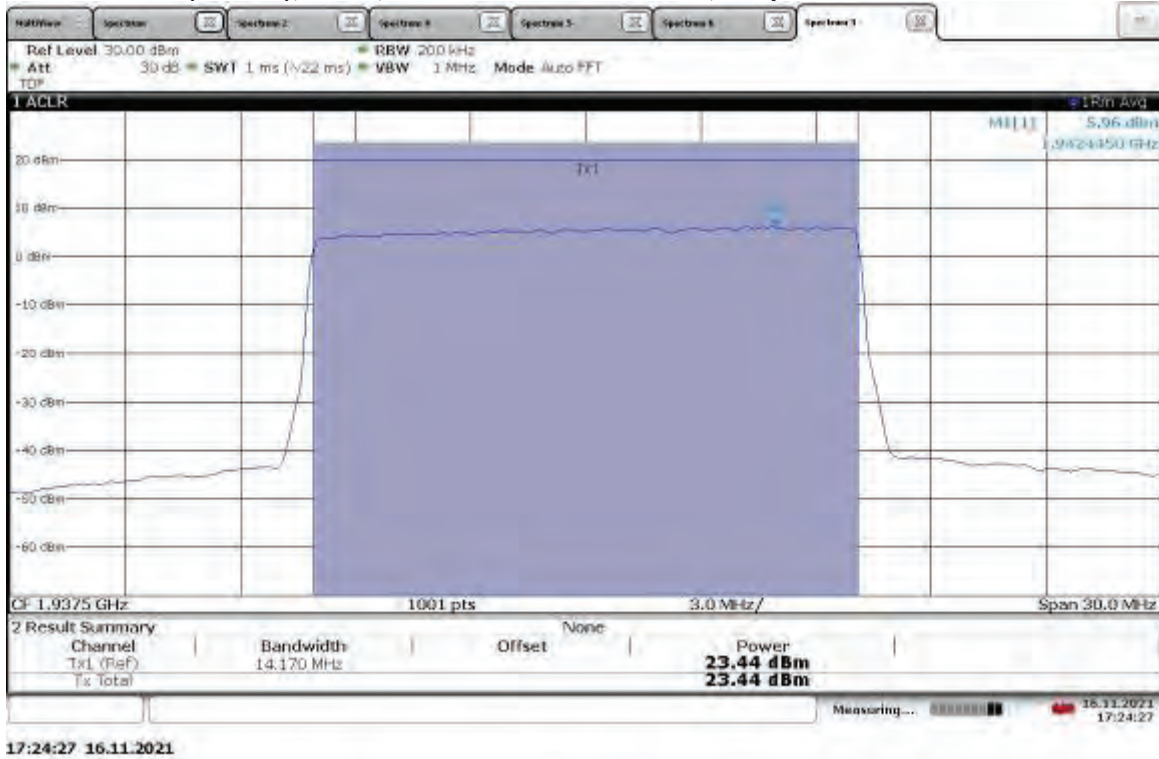 MultiView Spectrum Spectrum 2 Spectrum 4 Spectrum 5 Spectrum 6
Ref Level 30.00 dBm RBW 200 kHz
Att 30 dB SWT 1 ms (~22 ms) VBW 1 MHz Mode Auto FFT
TDF
1 ACLR 1Rm Avg
M1[1] 5.96 dBm
1.9424450 GHz
20 dBm
Tx1
10 dBm
0 dBm
-10 dBm
-20 dBm
-30 dBm
-40 dBm
-50 dBm
-60 dBm
CF 1.9375 GHz 1001 pts 3.0 MHz/ Span 30.0 MHz
2 Result Summary None
Channel Bandwidth Offset Power
Tx1 (Ref) 14.170 MHz 23.44 dBm
Tx Total 23.44 dBm
Measuring... 16.11.2021
17:24:27
17:24:27 16.11.2021